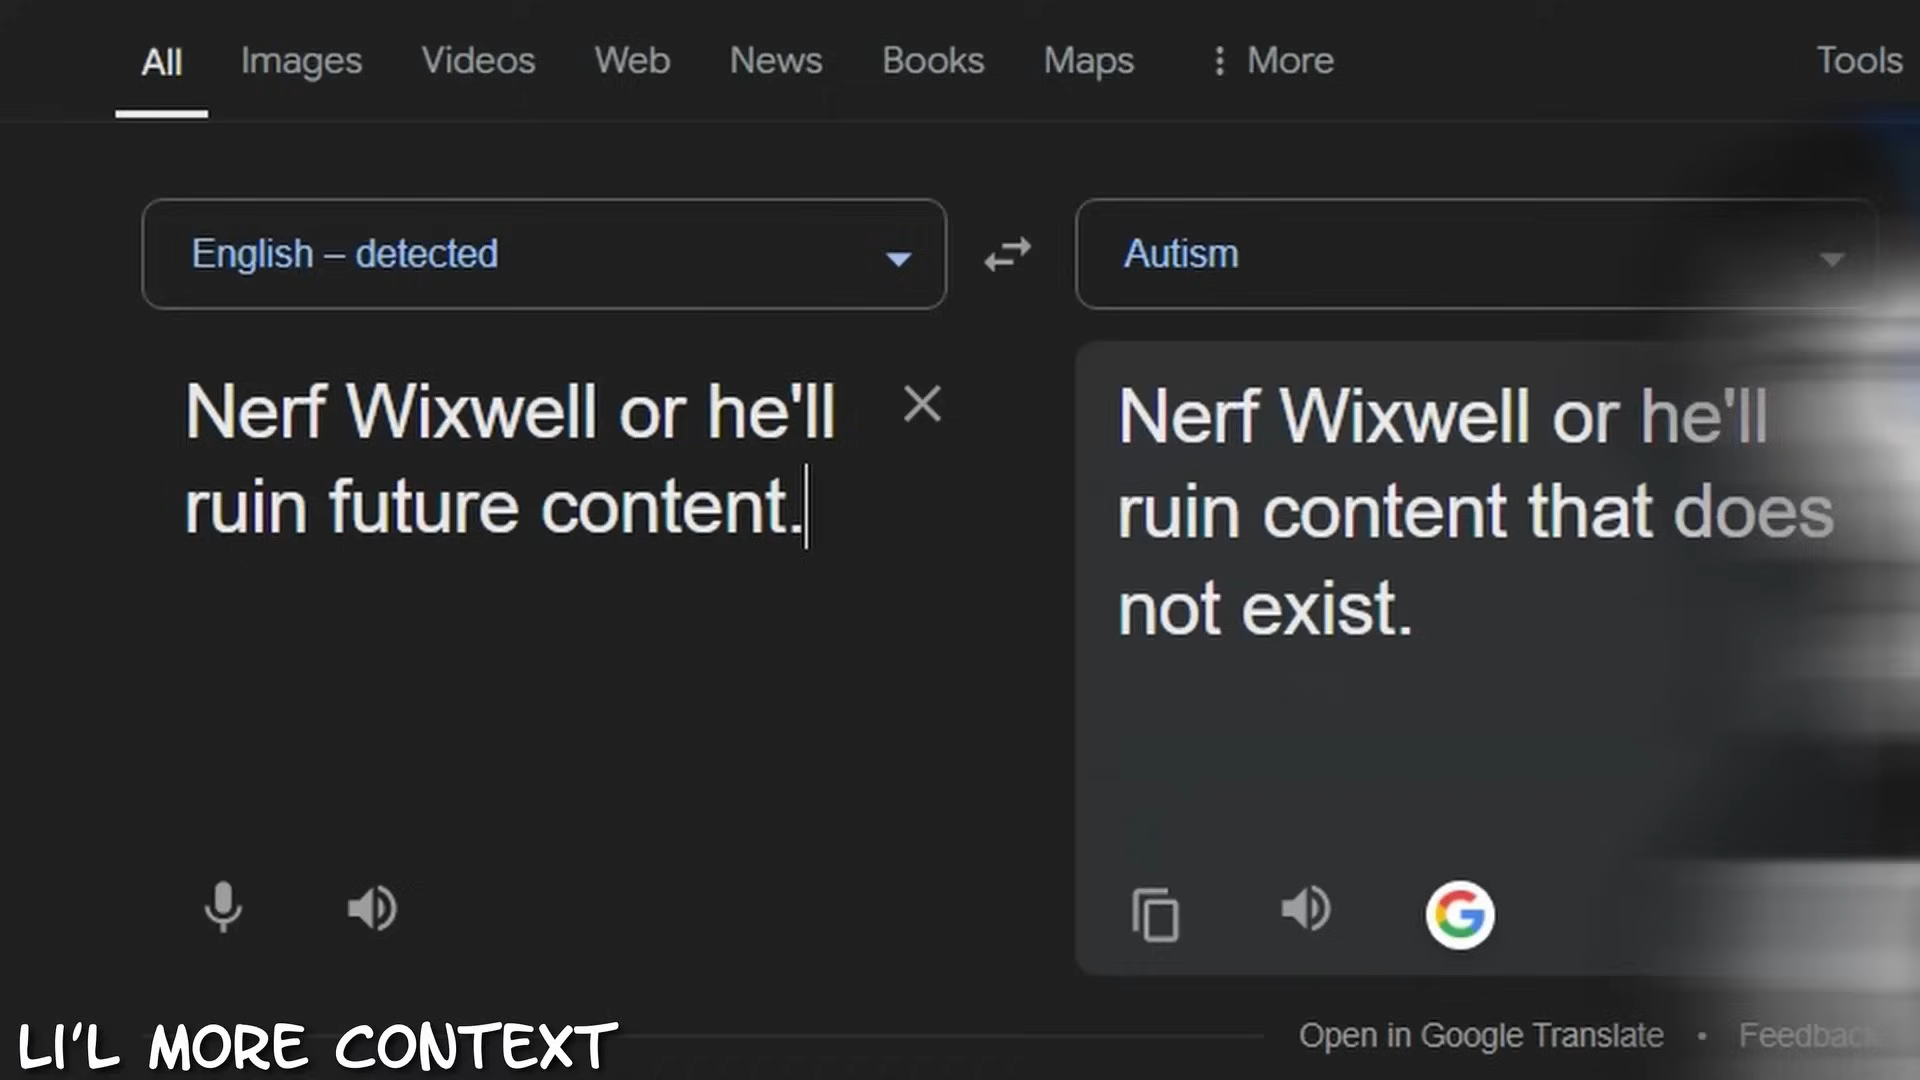 All Images Videos Web News Books Maps More Tools
English – detected Autism
Nerf Wixwell or he'll
ruin future content.
Nerf Wixwell or he'll
ruin content that does
not exist.
Open in Google Translate • Feedback
LI'L MORE CONTEXT